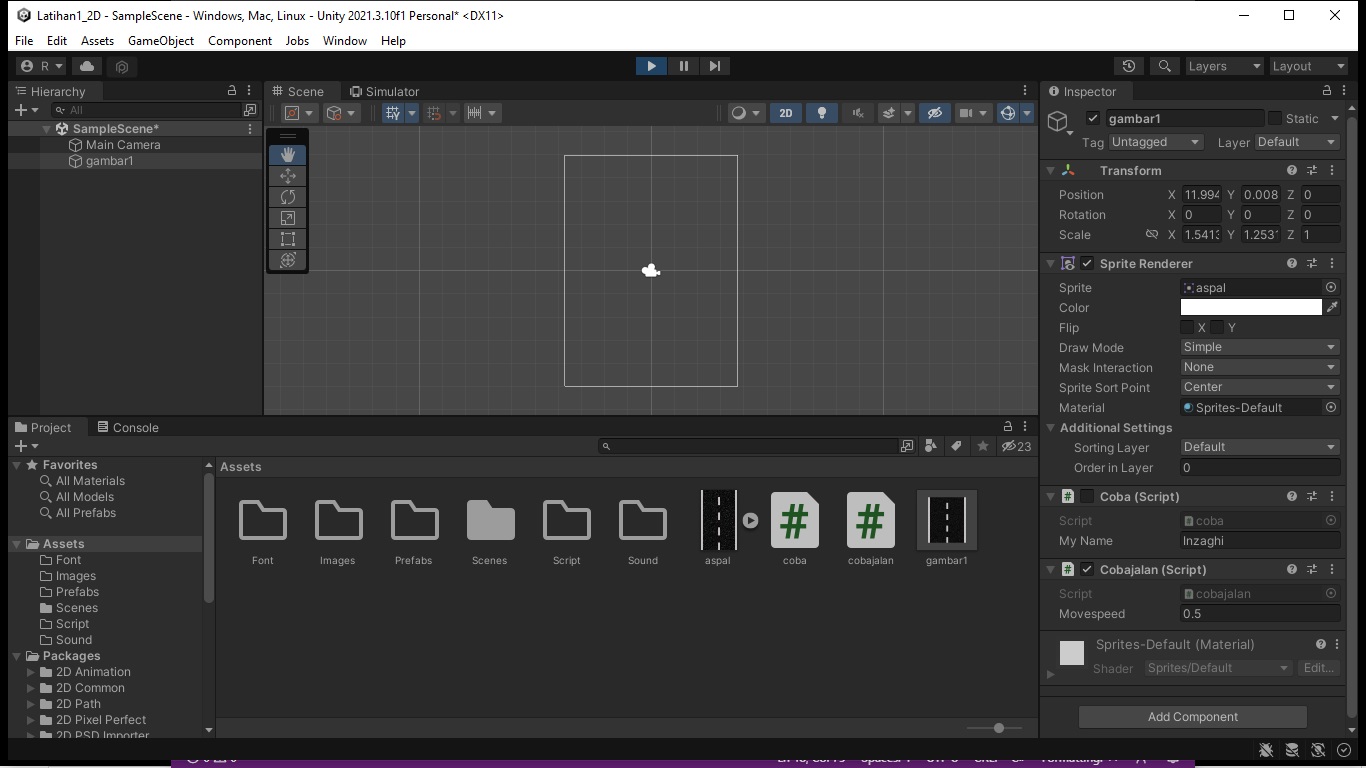 Latihan1_2D - SampleScene - Windows, Mac, Linux - Unity 2021.3.10f1 Personal* <DX11>
File Edit Assets GameObject Component Jobs Window Help
R Layers Layout
Hierarchy
All
SampleScene*
Main Camera
gambar1
Scene Simulator
2D
Inspector
gambar1 Static
Tag Untagged Layer Default
Transform
Position X 11.994 Y 0.008 Z 0
Rotation X 0 Y 0 Z 0
Scale X 1.541 Y 1.253 Z 1
Sprite Renderer
Sprite aspal
Color
Flip X Y
Draw Mode Simple
Mask Interaction None
Sprite Sort Point Center
Material Sprites-Default
Additional Settings
Sorting Layer Default
Order in Layer 0
# Coba (Script)
Script coba
My Name Inzaghi
# Cobajalan (Script)
Script cobajalan
Movespeed 0.5
Sprites-Default (Material)
Shader Sprites/Default Edit...
Add Component
Project Console
23
Favorites
All Materials
All Models
All Prefabs
Assets
Font
Images
Prefabs
Scenes
Script
Sound
Packages
2D Animation
2D Common
2D Path
2D Pixel Perfect
2D PSD Importer
Assets
# #
Font Images Prefabs Scenes Script Sound aspal coba cobajalan gambar1